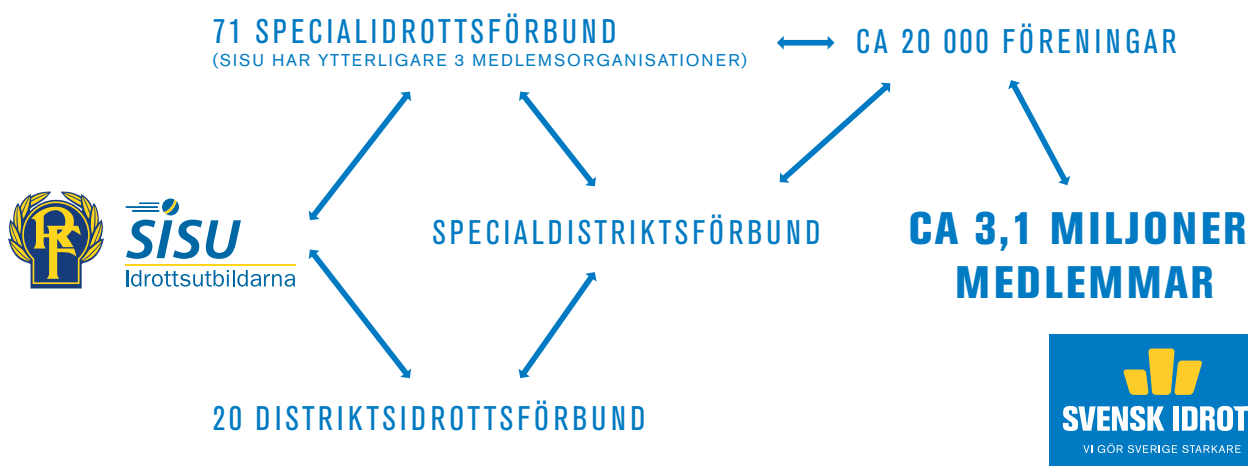 71 SPECIALIDROTTSFÖRBUND
(SISU HAR YTTERLIGARE 3 MEDLEMSORGANISATIONER)
CA 20 000 FÖRENINGAR
RF
SISU
Idrottsutbildarna
SPECIALDISTRIKTSFÖRBUND
CA 3,1 MILJONER
MEDLEMMAR
20 DISTRIKTSIDROTTSFÖRBUND
SVENSK IDROT
VI GÖR SVERIGE STARKARE